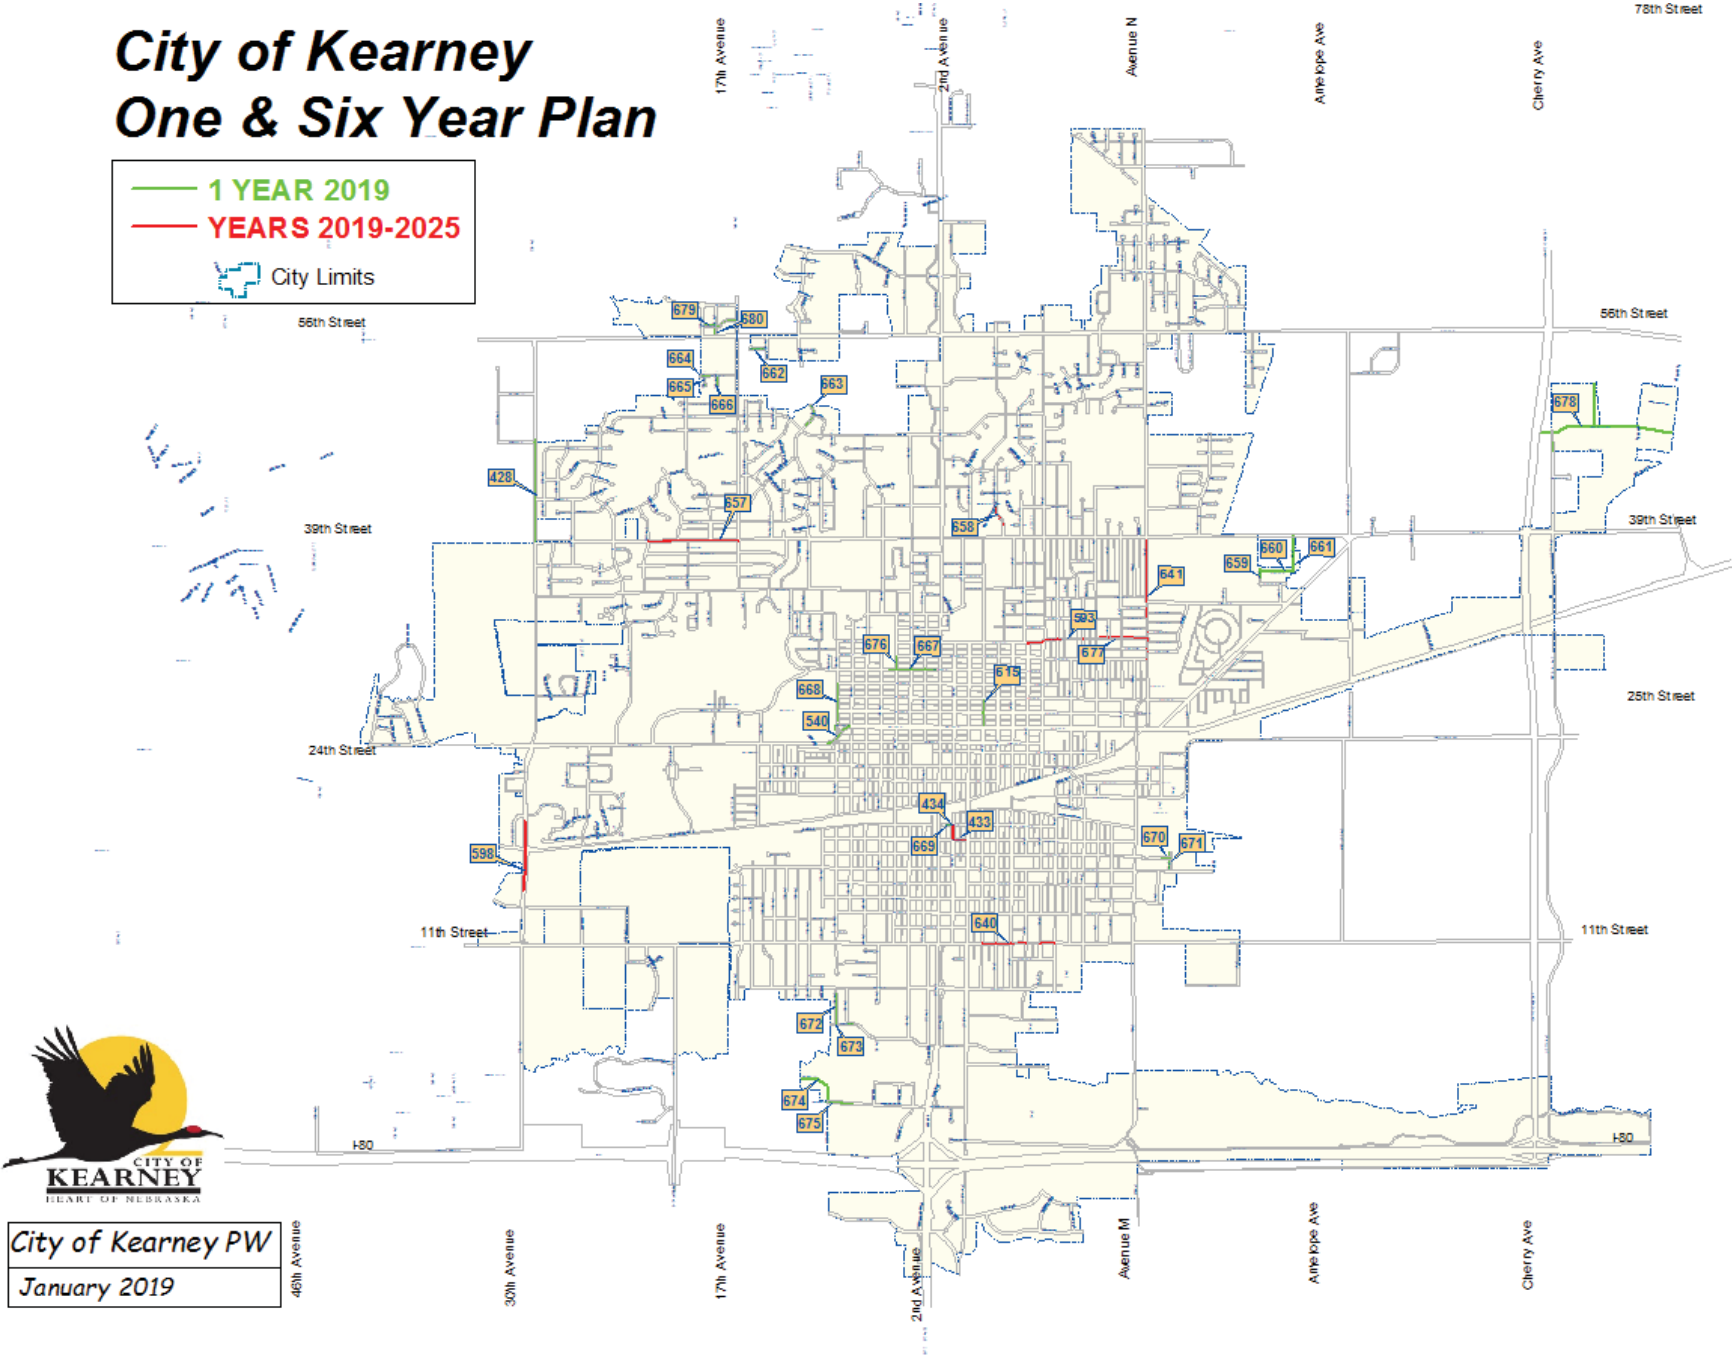 78th Street
17th Avenue
2nd Avenue
Avenue N
Antelope Ave
Cherry Ave
City of Kearney
One & Six Year Plan
1 YEAR 2019
YEARS 2019-2025
City Limits
56th Street
56th Street
679
680
664
662
665
663
666
678
428
657
658
39th Street
39th Street
660
661
659
641
593
676
667
677
615
668
540
25th Street
24th Street
434
433
669
670
671
598
640
11th Street
11th Street
672
673
674
675
I-80
I-80
CITY OF
KEARNEY
HEART OF NEBRASKA
City of Kearney PW
January 2019
46th Avenue
30th Avenue
17th Avenue
2nd Avenue
Avenue M
Antelope Ave
Cherry Ave